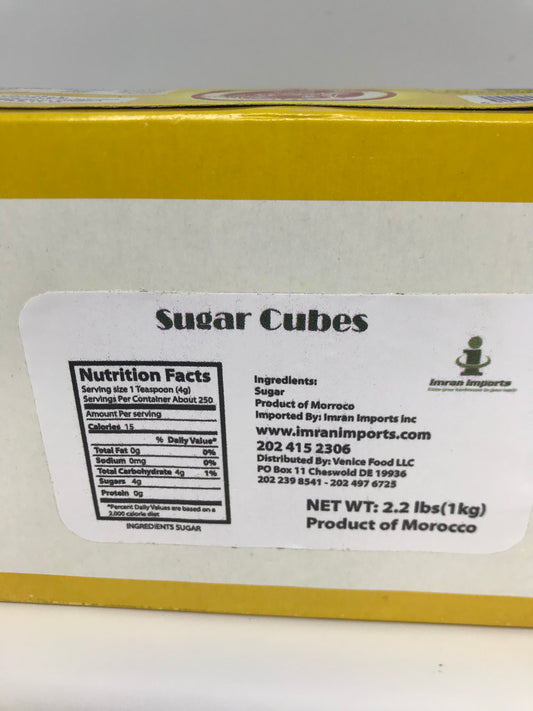 Sugar Cubes
Nutrition Facts
Serving size 1 Teaspoon (4g)
Servings Per Container About 250
Amount Per serving
Calories 15
% Daily Value*
Total Fat 0g 0%
Sodium 0mg 0%
Total Carbohydrate 4g 1%
Sugars 4g
Protein 0g
*Percent Daily Values are based on a
2,000 calorie diet
INGREDIENTS SUGAR
Ingredients:
Sugar
Product of Morroco
Imported By: Imran Imports inc
www.imranimports.com
202 415 2306
Distributed By: Venice Food LLC
PO Box 11 Cheswold DE 19936
202 239 8541 - 202 497 6725
NET WT: 2.2 lbs(1kg)
Product of Morocco
imran imports